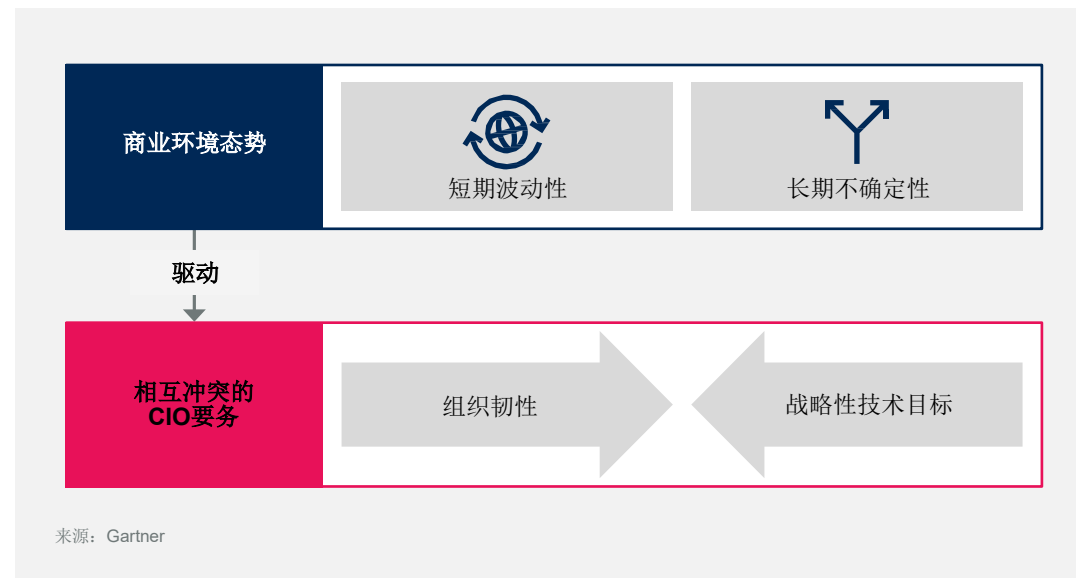 商业环境态势
短期波动性
长期不确定性
驱动
相互冲突的
CIO要务
组织韧性
战略性技术目标
来源：Gartner